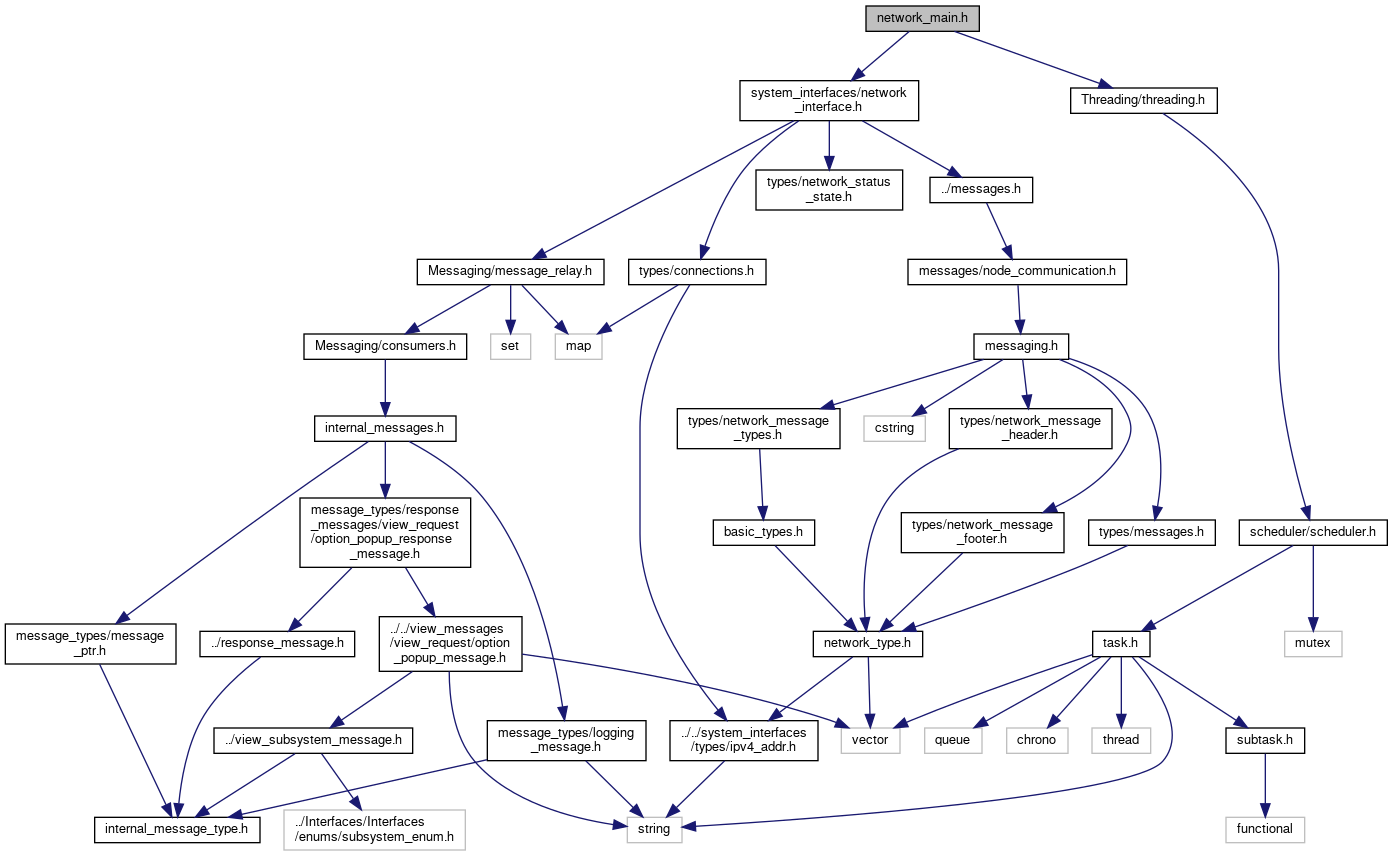 network_main.h
system_interfaces/network
_interface.h
Threading/threading.h
types/network_status
_state.h
../messages.h
Messaging/message_relay.h
types/connections.h
messages/node_communication.h
Messaging/consumers.h
set
map
messaging.h
internal_messages.h
types/network_message
_types.h
cstring
types/network_message
_header.h
message_types/response
_messages/view_request
/option_popup_response
_message.h
basic_types.h
types/network_message
_footer.h
types/messages.h
scheduler/scheduler.h
message_types/message
_ptr.h
../response_message.h
../../view_messages
/view_request/option
_popup_message.h
network_type.h
task.h
mutex
../view_subsystem_message.h
message_types/logging
_message.h
../../system_interfaces
/types/ipv4_addr.h
vector
queue
chrono
thread
subtask.h
internal_message_type.h
../Interfaces/Interfaces
/enums/subsystem_enum.h
string
functional